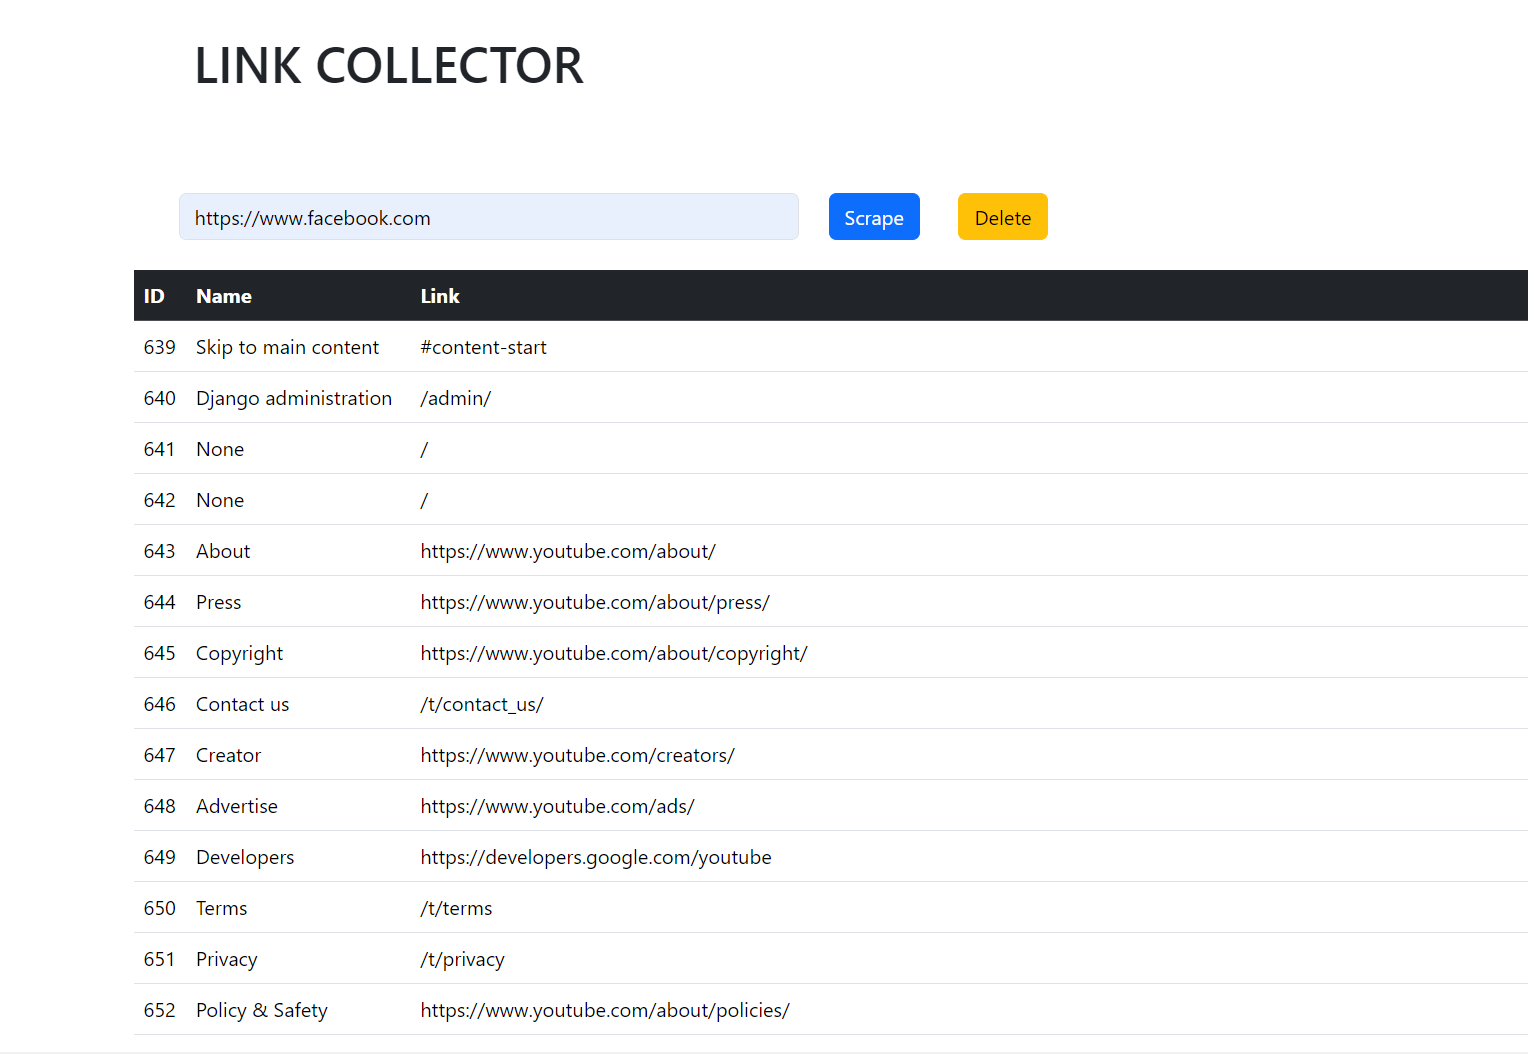 LINK COLLECTOR
https://www.facebook.com Scrape Delete
ID Name Link
639 Skip to main content #content-start
640 Django administration /admin/
641 None /
642 None /
643 About https://www.youtube.com/about/
644 Press https://www.youtube.com/about/press/
645 Copyright https://www.youtube.com/about/copyright/
646 Contact us /t/contact_us/
647 Creator https://www.youtube.com/creators/
648 Advertise https://www.youtube.com/ads/
649 Developers https://developers.google.com/youtube
650 Terms /t/terms
651 Privacy /t/privacy
652 Policy & Safety https://www.youtube.com/about/policies/